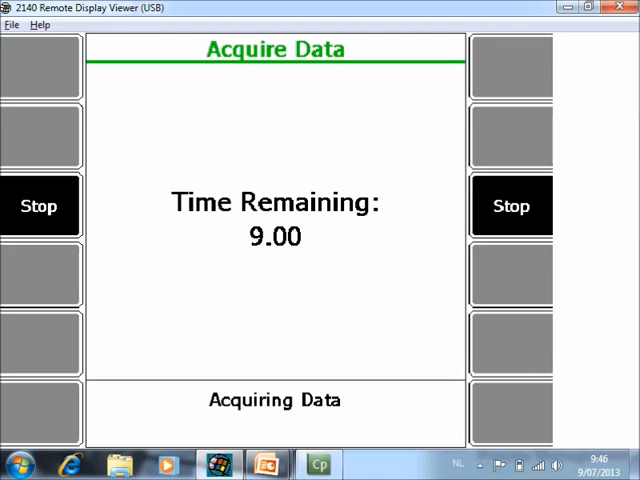 2140 Remote Display Viewer (USB)
File Help
Acquire Data
Stop
Stop
Time Remaining:
9.00
Acquiring Data
Cp
NL
9:46
9/07/2013